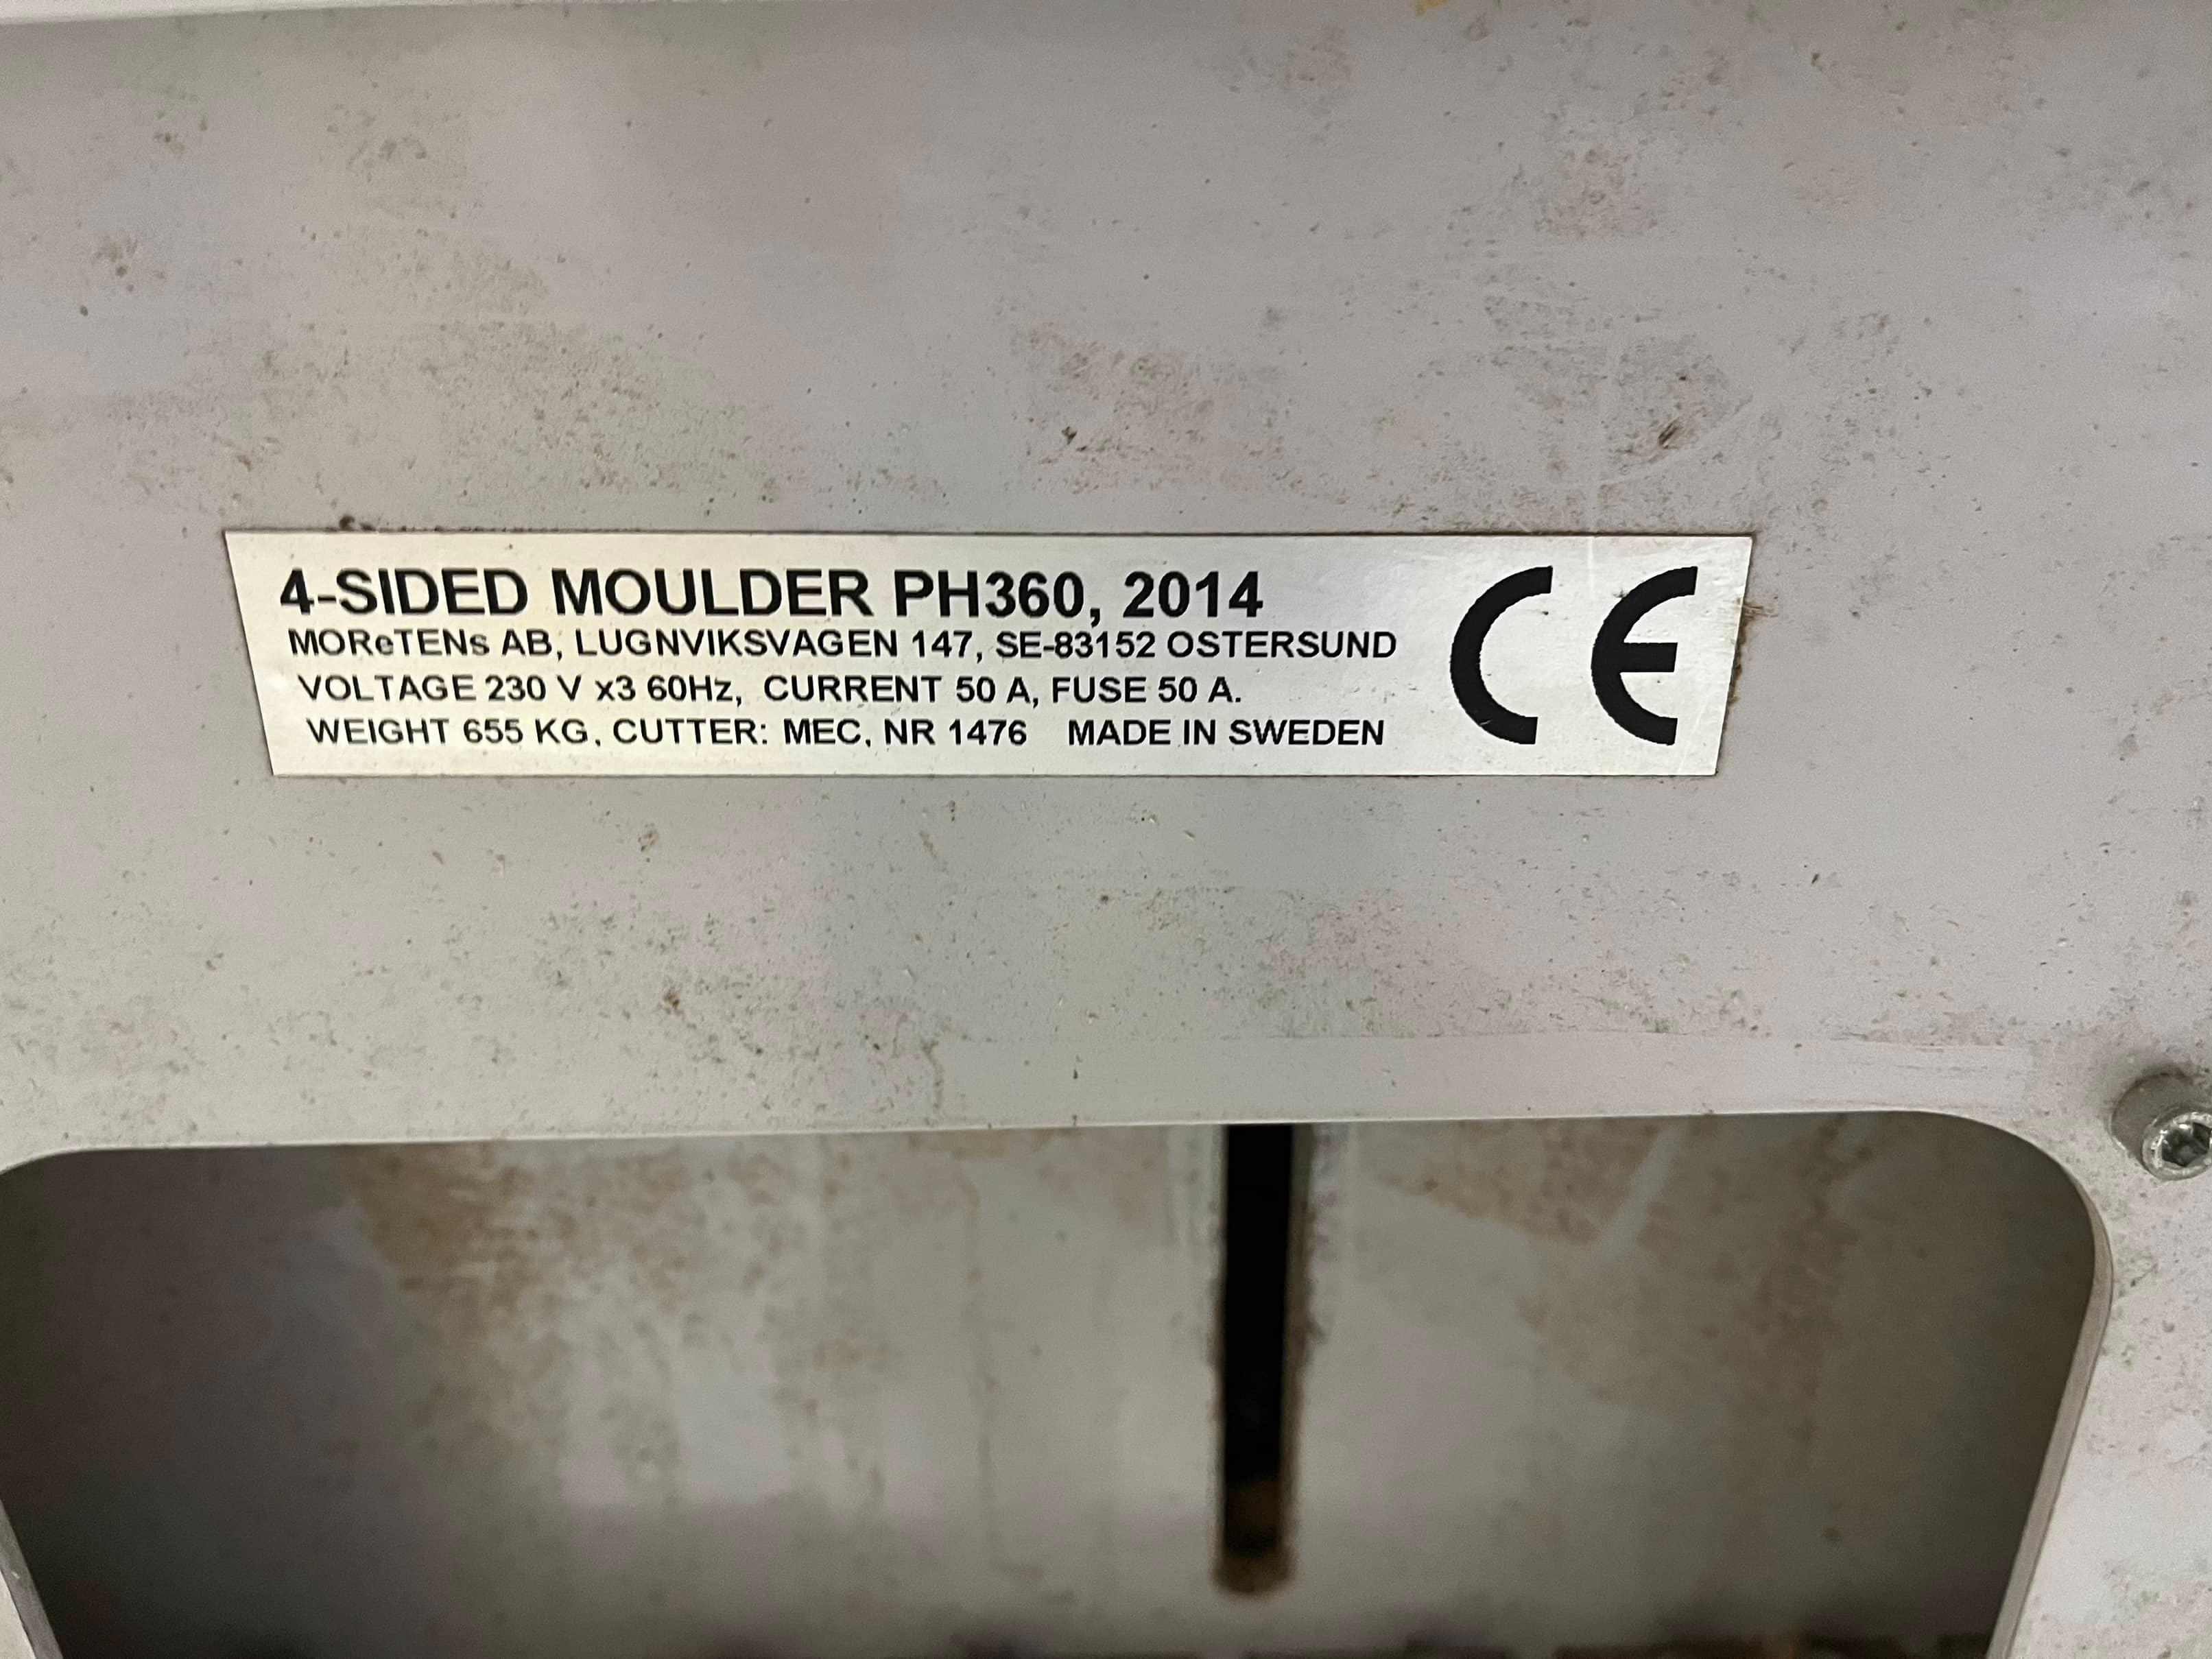 4-SIDED MOULDER PH360, 2014
MOReTENs AB, LUGNVIKSVAGEN 147, SE-83152 OSTERSUND
VOLTAGE 230 V x3 60Hz, CURRENT 50 A, FUSE 50 A.
WEIGHT 655 KG, CUTTER: MEC, NR 1476 MADE IN SWEDEN
CE